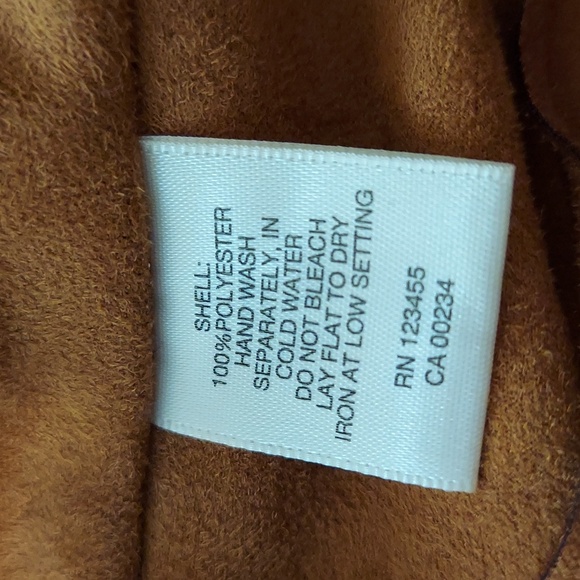 SHELL:
100%POLYESTER
HAND WASH
SEPARATELY, IN
COLD WATER
DO NOT BLEACH
LAY FLAT TO DRY
IRON AT LOW SETTING
RN 123455
CA 00234